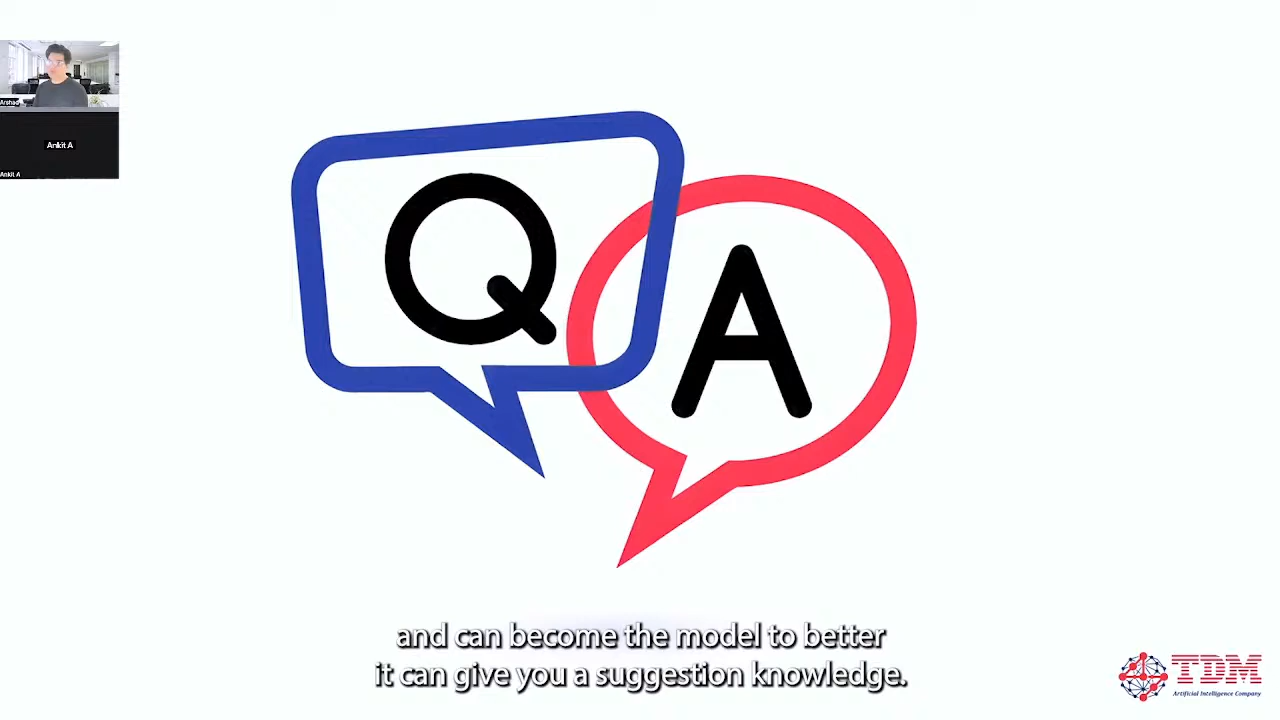 Arshad
Ankit A
Ankit A
Q
A
and can become the model to better
it can give you a suggestion knowledge.
TDM
Artificial Intelligence Company